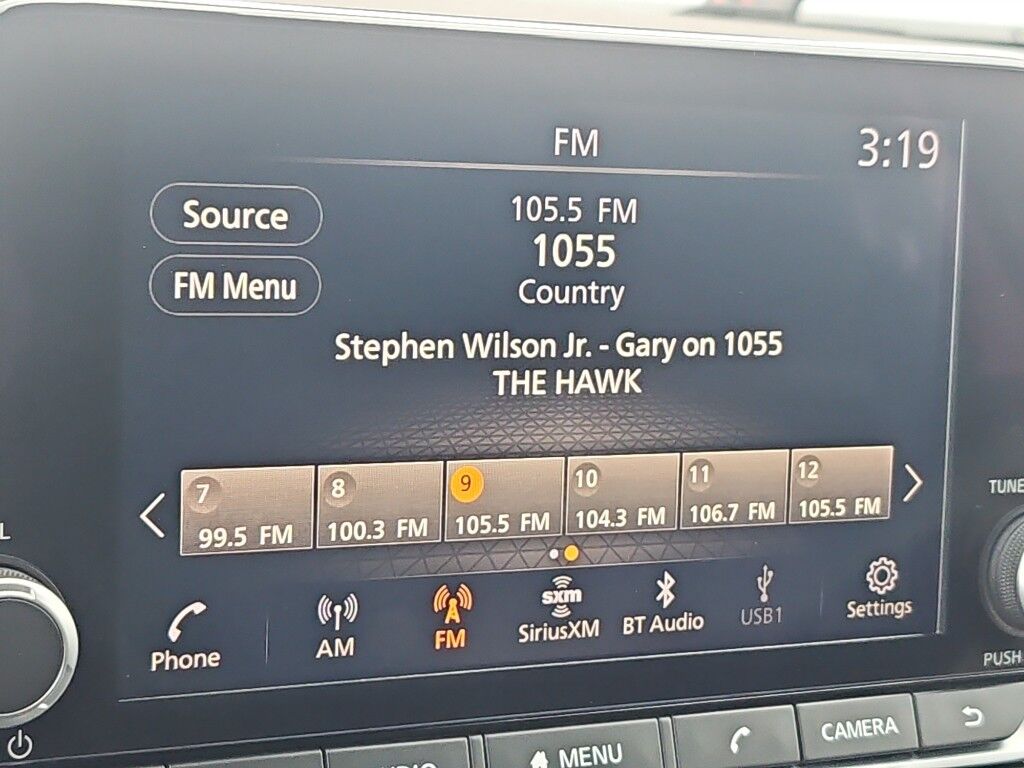 FM
3:19
Source
105.5 FM
1055
FM Menu
Country
Stephen Wilson Jr. - Gary on 1055
THE HAWK
7 8 9 10 11 12
99.5 FM 100.3 FM 105.5 FM 104.3 FM 106.7 FM 105.5 FM
TUNE
sxm
Phone AM FM SiriusXM BT Audio USB1 Settings
PUSH
MENU
CAMERA